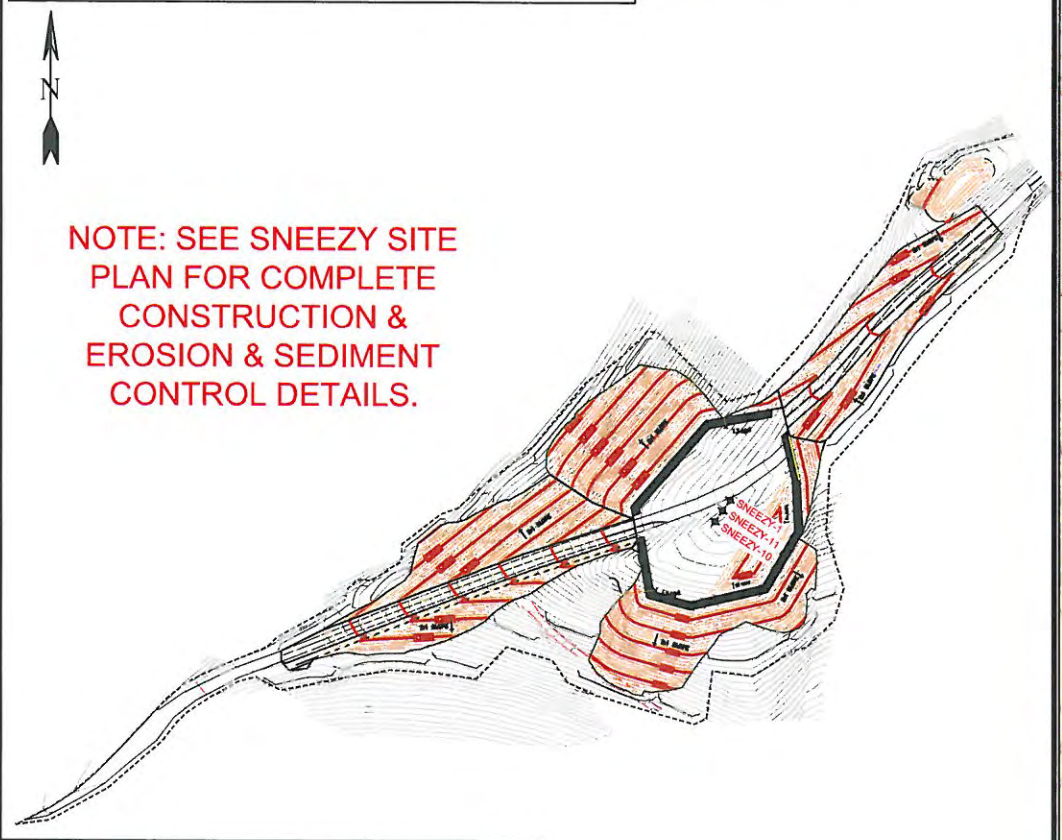 N
NOTE: SEE SNEEZY SITE
PLAN FOR COMPLETE
CONSTRUCTION &
EROSION & SEDIMENT
CONTROL DETAILS.
SNEEZY-1
SNEEZY-11
SNEEZY-10